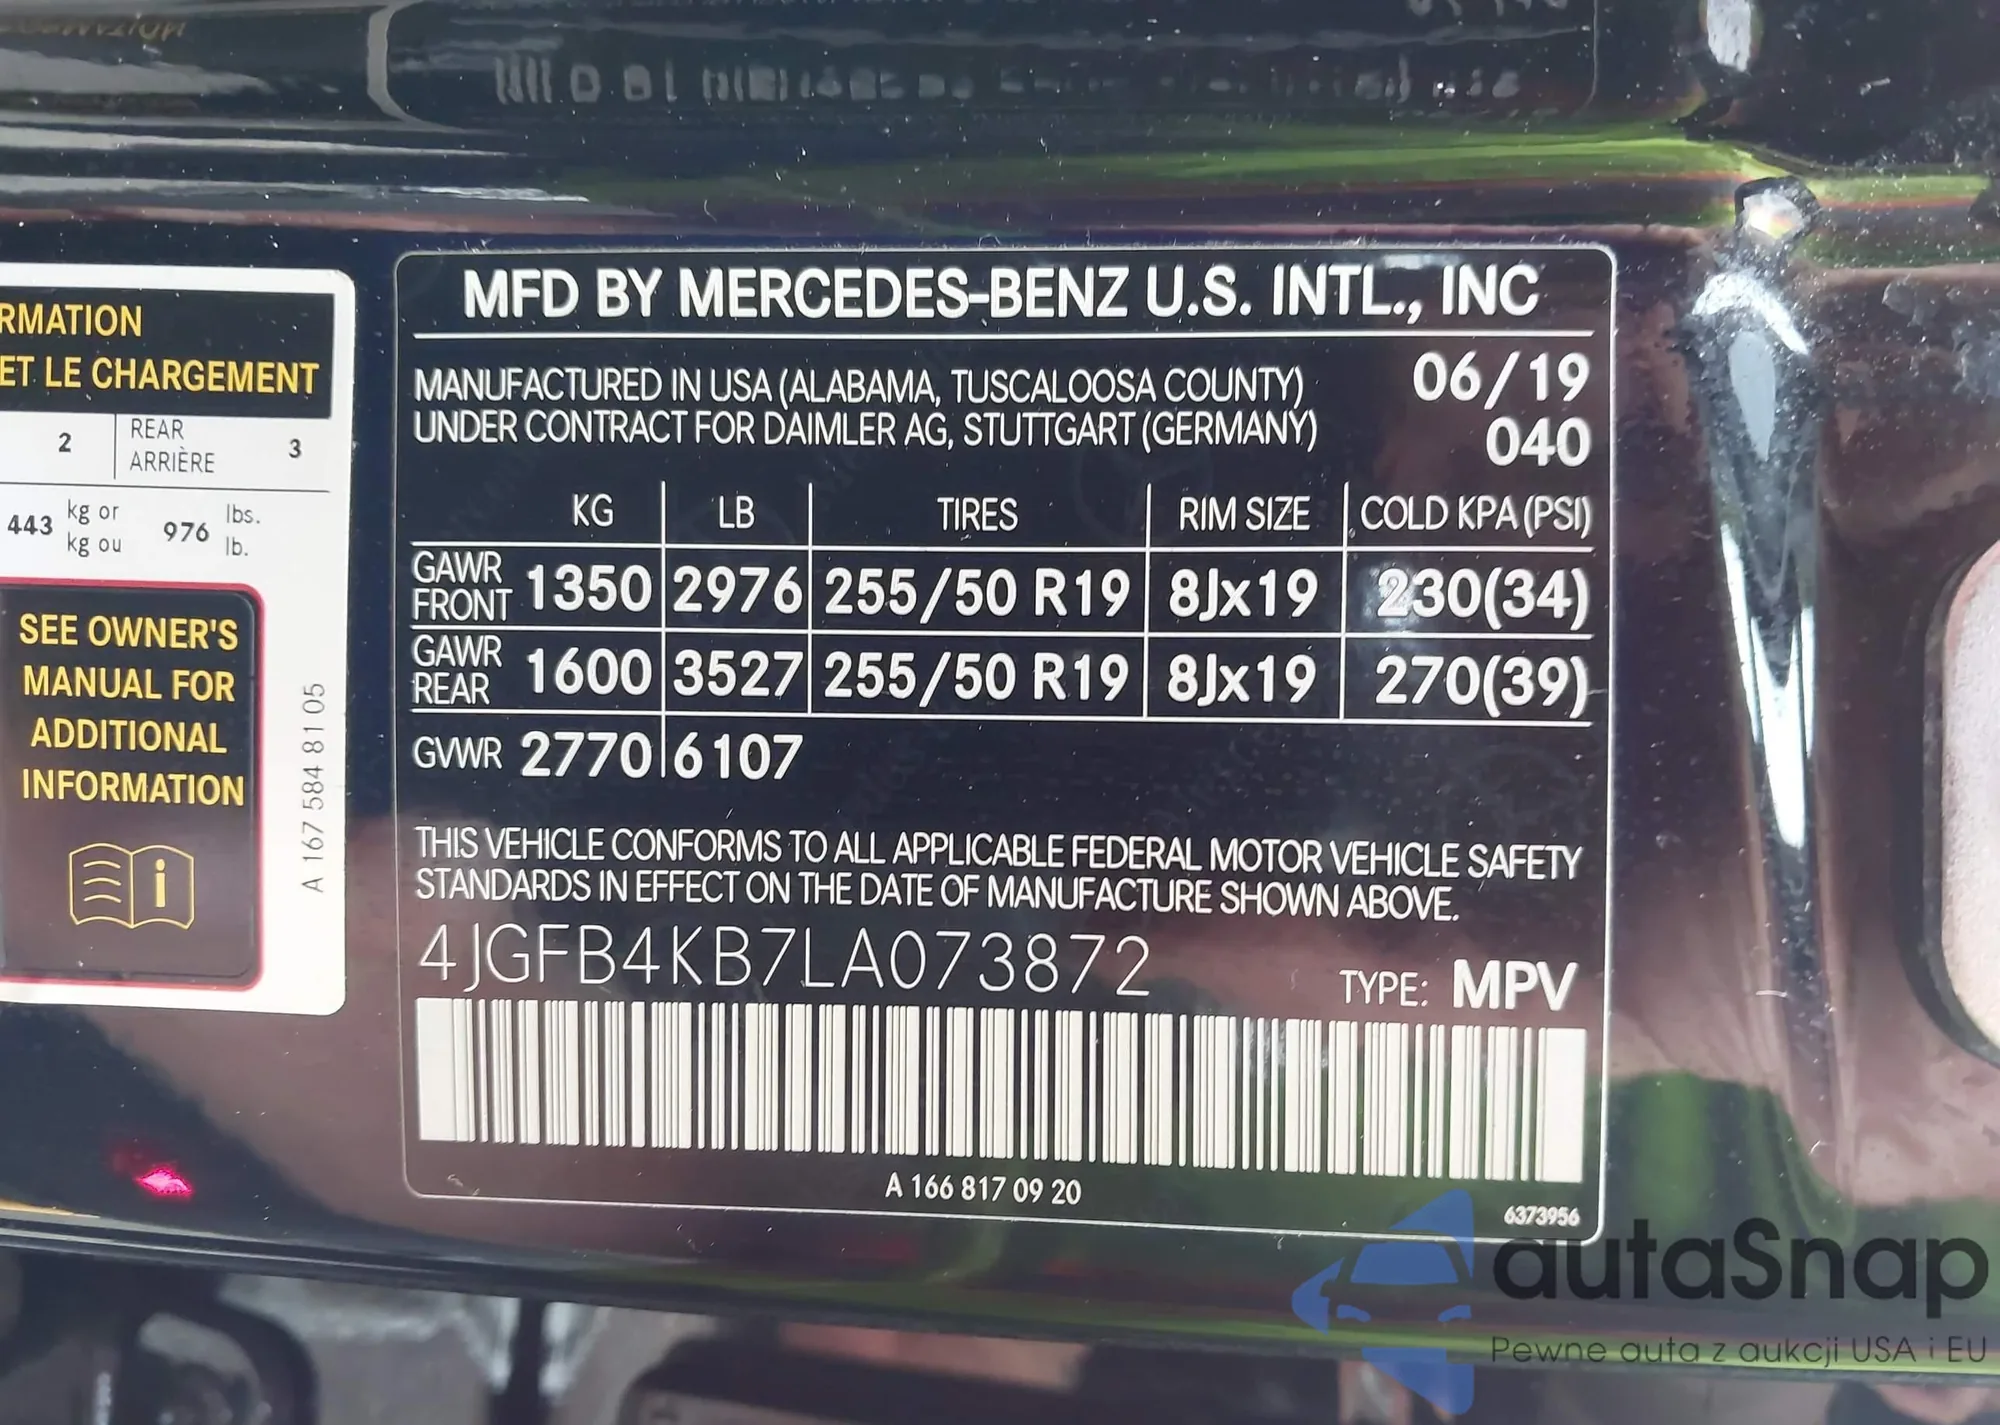 RMATION
ET LE CHARGEMENT
2 REAR 3
ARRIÈRE
443 kg or 976 lbs.
kg ou lb.
SEE OWNER'S
MANUAL FOR
ADDITIONAL
INFORMATION
A 167 584 81 05
MFD BY MERCEDES-BENZ U.S. INTL., INC
MANUFACTURED IN USA (ALABAMA, TUSCALOOSA COUNTY) 06/19
UNDER CONTRACT FOR DAIMLER AG, STUTTGART (GERMANY) 040
KG LB TIRES RIM SIZE COLD KPA (PSI)
GAWR FRONT 1350 2976 255/50 R19 8Jx19 230(34)
GAWR REAR 1600 3527 255/50 R19 8Jx19 270(39)
GVWR 2770 6107
THIS VEHICLE CONFORMS TO ALL APPLICABLE FEDERAL MOTOR VEHICLE SAFETY
STANDARDS IN EFFECT ON THE DATE OF MANUFACTURE SHOWN ABOVE.
4JGFB4KB7LA073872 TYPE: MPV
A 166 817 09 20
6373956
autaSnap
Pewne auta z aukcji USA i EU